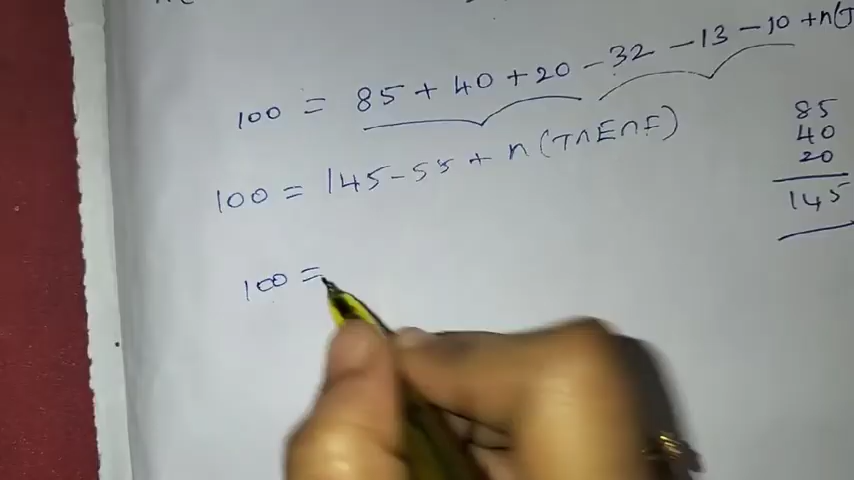 100 = 85 + 40 + 20 - 32 - 13 - 10 + n(T
100 = 145 - 55 + n (T∩E∩F)
100 =
85
40
20
145